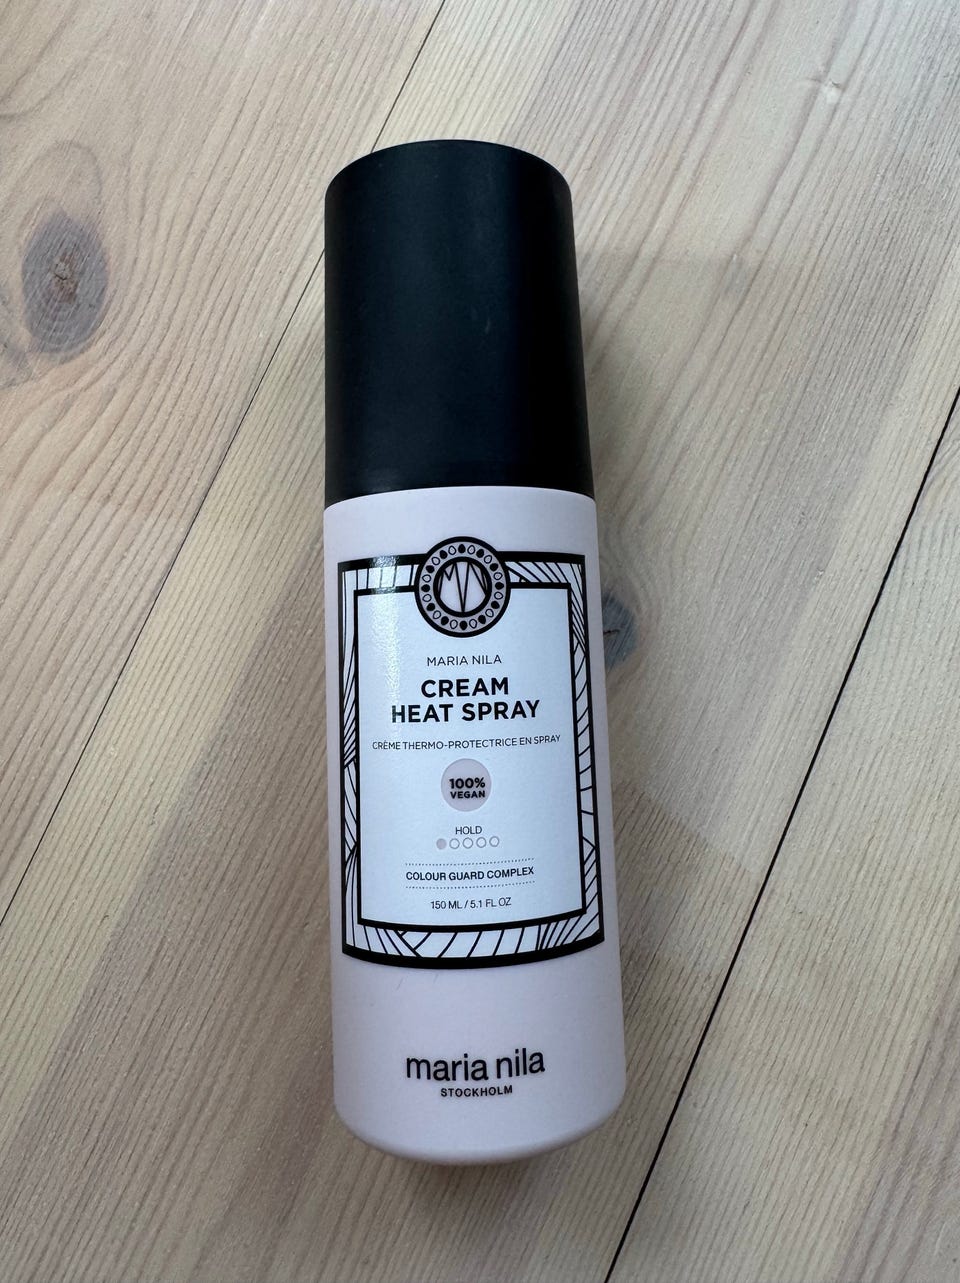 MARIA NILA
CREAM
HEAT SPRAY
CRÈME THERMO-PROTECTRICE EN SPRAY
100%
VEGAN
HOLD
COLOUR GUARD COMPLEX
150 ML / 5.1 FL OZ
maria nila
STOCKHOLM